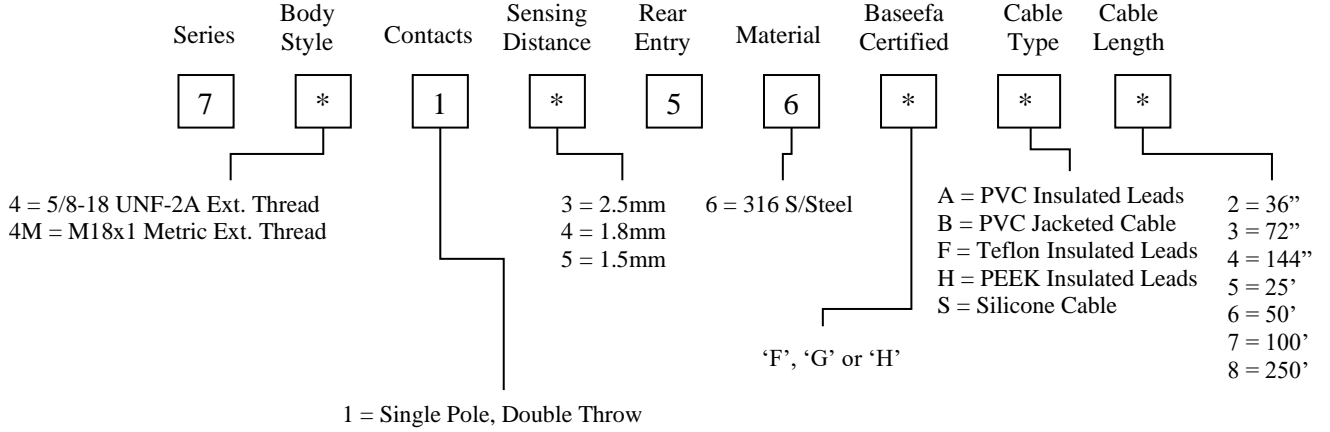 Series
Body
Style
Contacts
Sensing
Distance
Rear
Entry
Material
Baseefa
Certified
Cable
Type
Cable
Length
7
*
1
*
5
6
*
*
*
4 = 5/8-18 UNF-2A Ext. Thread
4M = M18x1 Metric Ext. Thread
3 = 2.5mm
4 = 1.8mm
5 = 1.5mm
6 = 316 S/Steel
A = PVC Insulated Leads
B = PVC Jacketed Cable
F = Teflon Insulated Leads
H = PEEK Insulated Leads
S = Silicone Cable
2 = 36”
3 = 72”
4 = 144”
5 = 25’
6 = 50’
7 = 100’
8 = 250’
‘F’, ‘G’ or ‘H’
1 = Single Pole, Double Throw